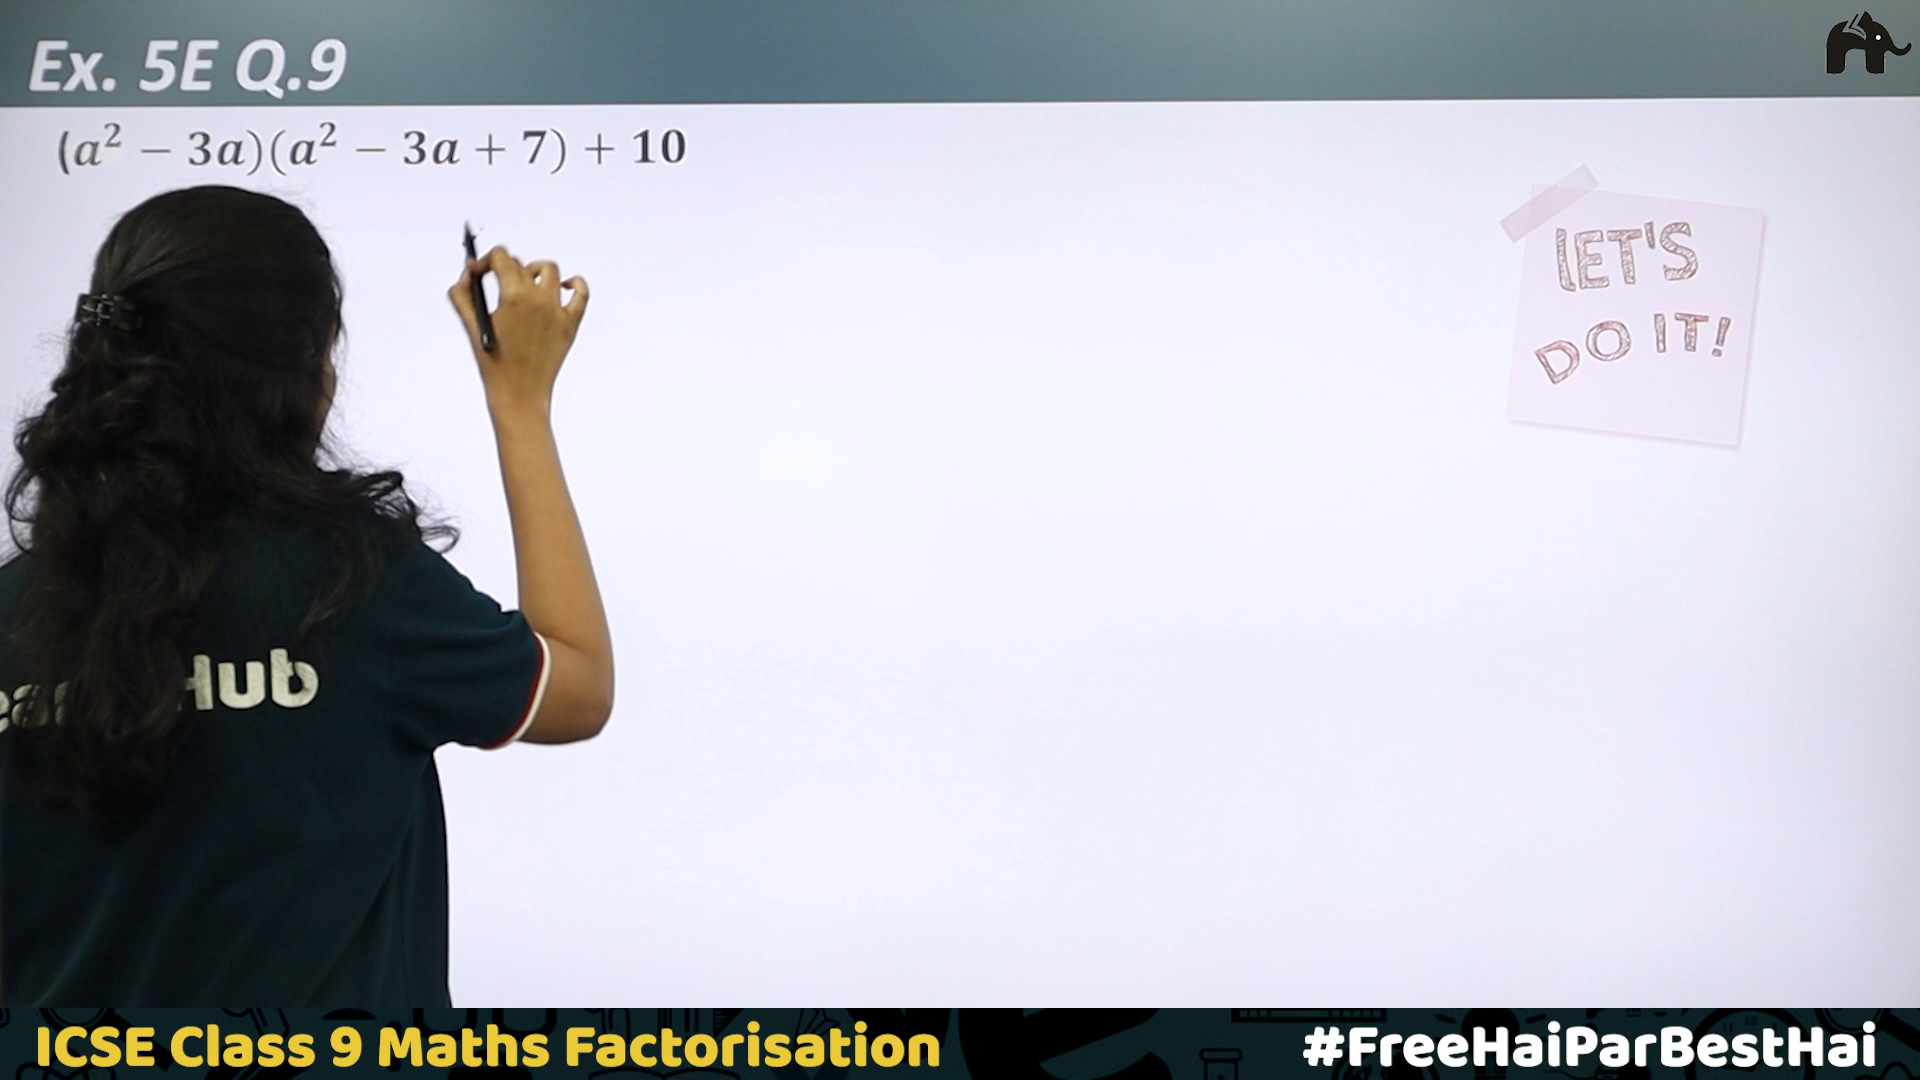 Ex. 5E Q.9
(a² − 3a)(a² − 3a + 7) + 10
LET'S
DO IT!
Hub
ICSE Class 9 Maths Factorisation
#FreeHaiParBestHai